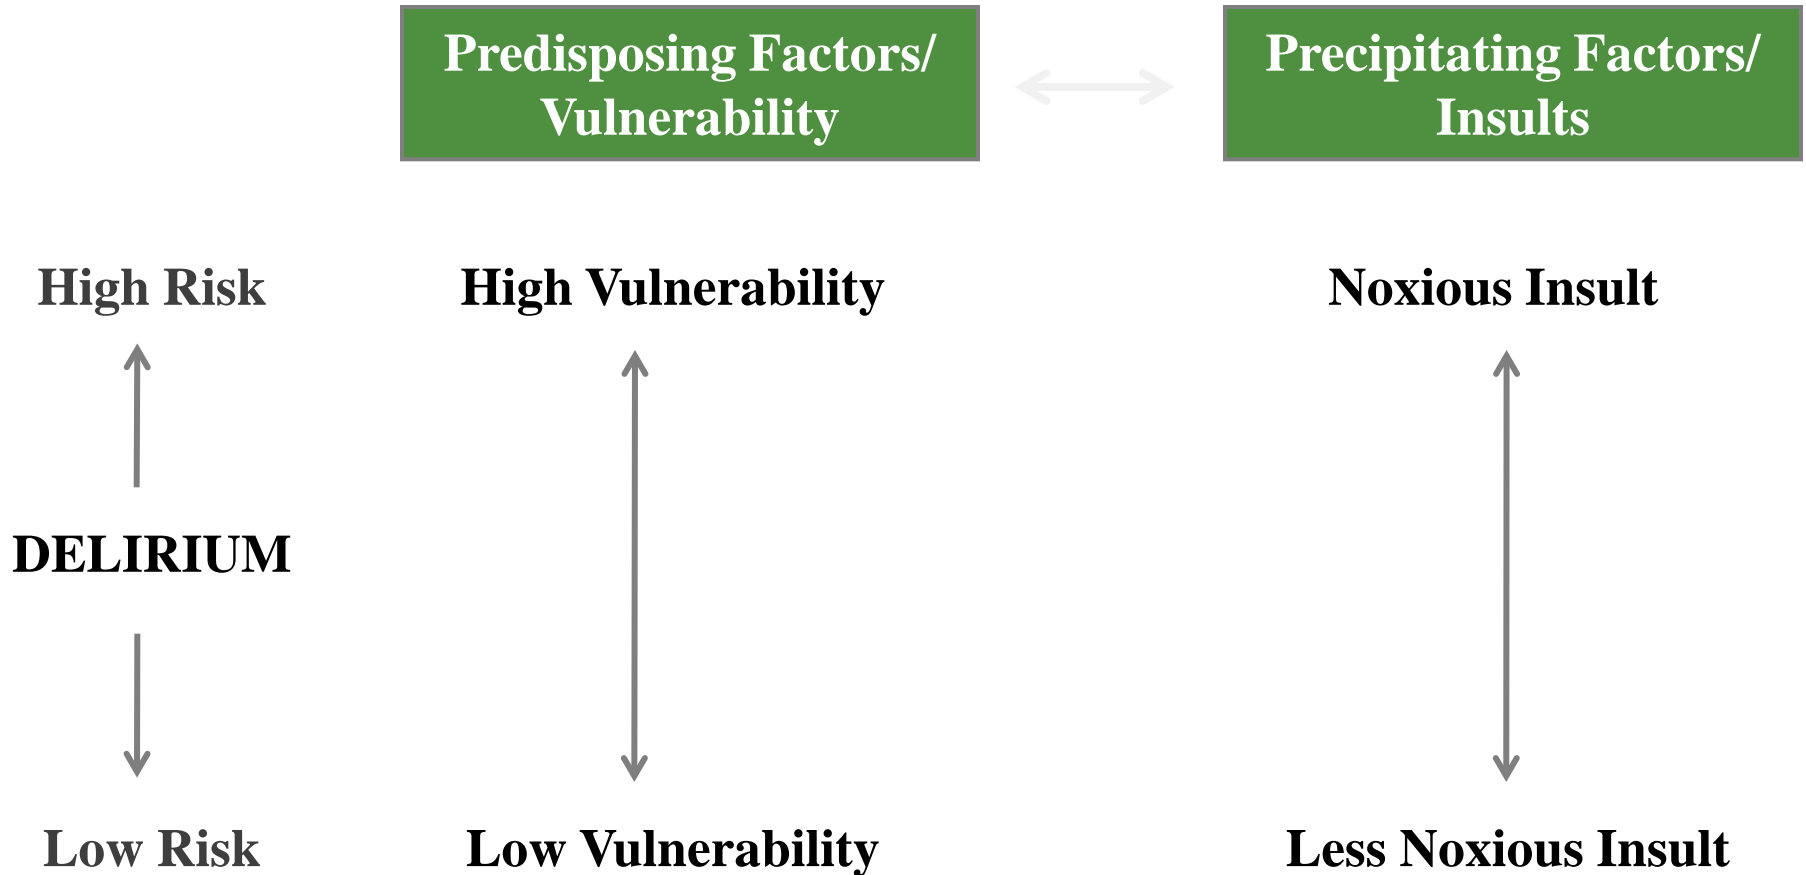 Predisposing Factors/
Vulnerability
Precipitating Factors/
Insults
High Risk
High Vulnerability
Noxious Insult
DELIRIUM
Low Risk
Low Vulnerability
Less Noxious Insult